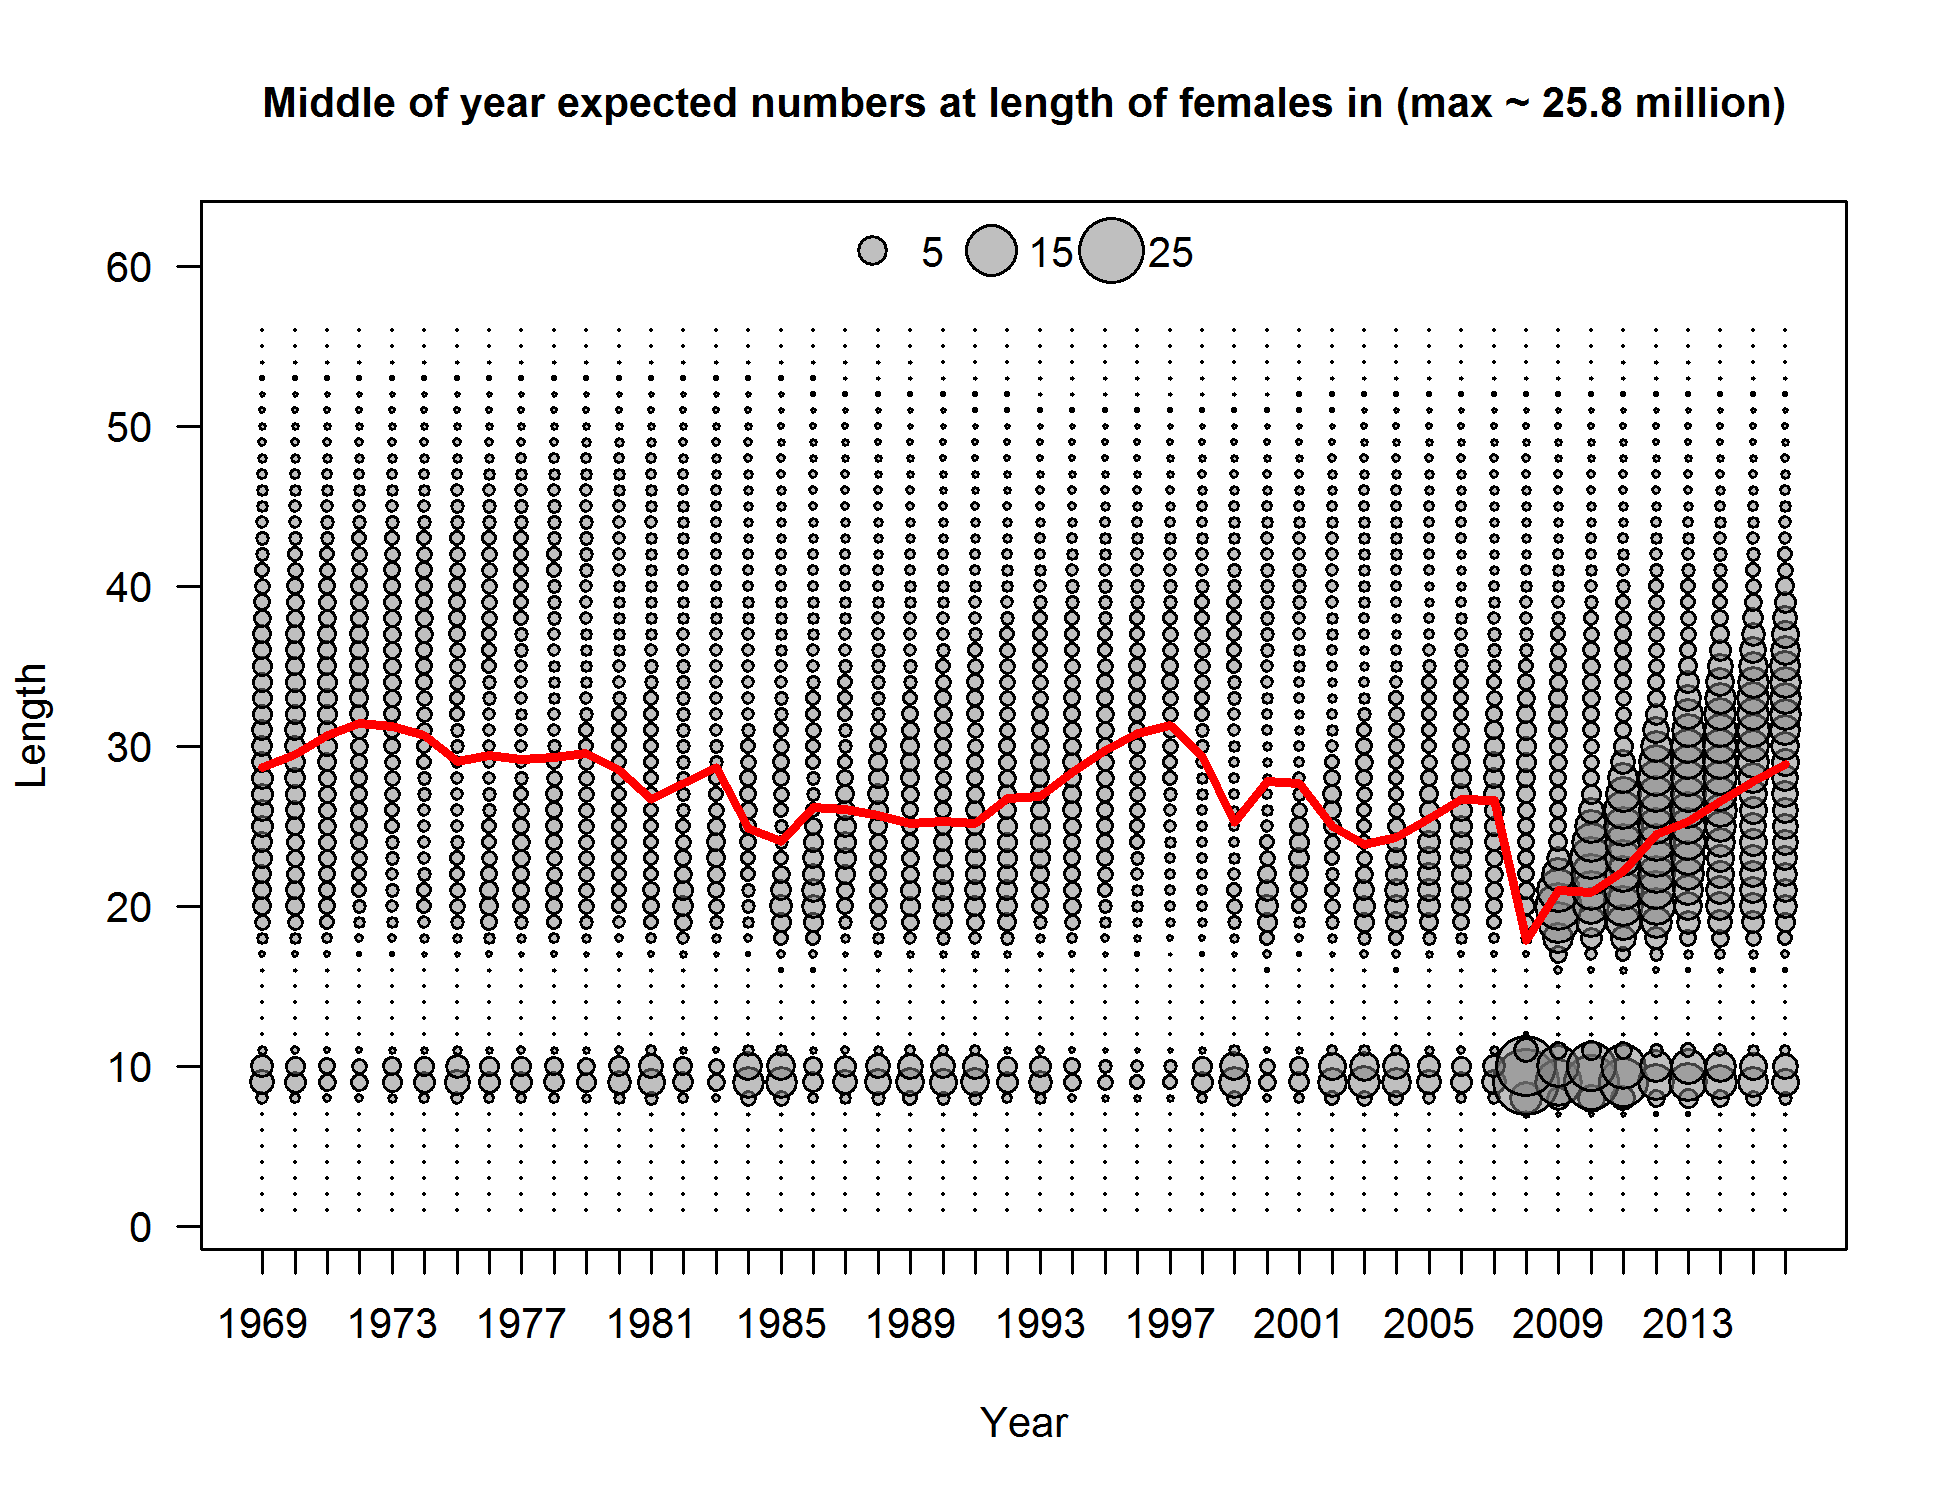 Middle of year expected numbers at length of females in (max ~ 25.8 million)
5 15 25
60
50
40
30
20
10
0
Length
1969 1973 1977 1981 1985 1989 1993 1997 2001 2005 2009 2013
Year